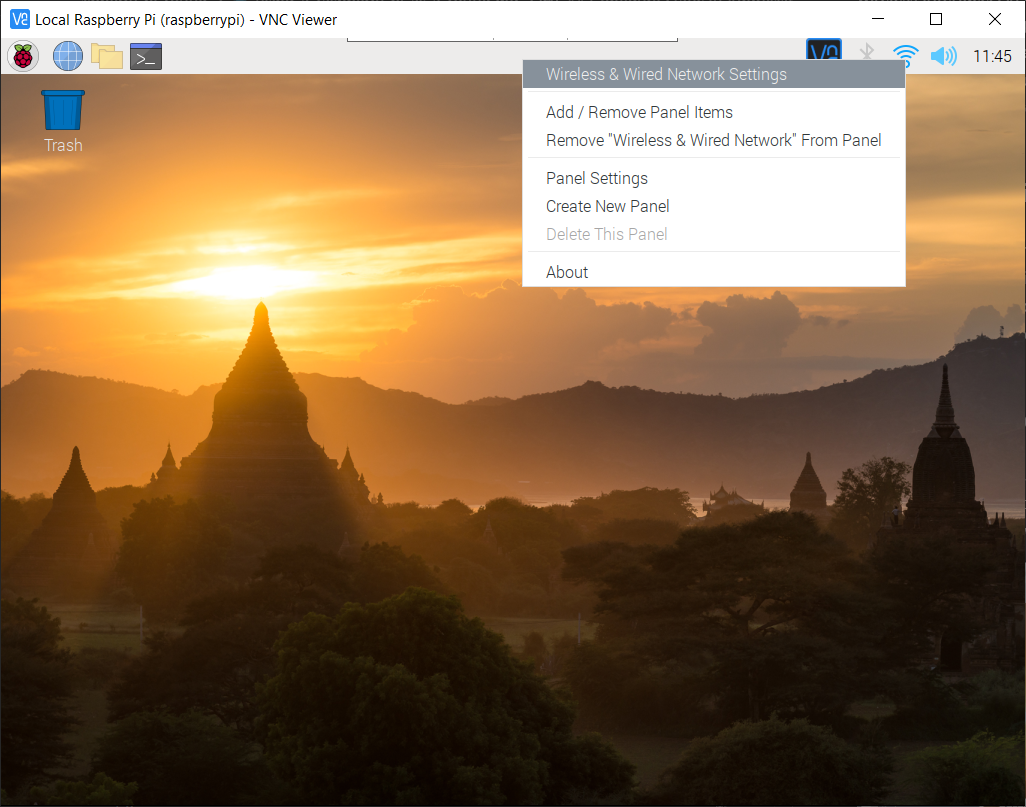 Local Raspberry Pi (raspberrypi) - VNC Viewer
11:45
Wireless & Wired Network Settings
Add / Remove Panel Items
Remove "Wireless & Wired Network" From Panel
Panel Settings
Create New Panel
Delete This Panel
About
Trash